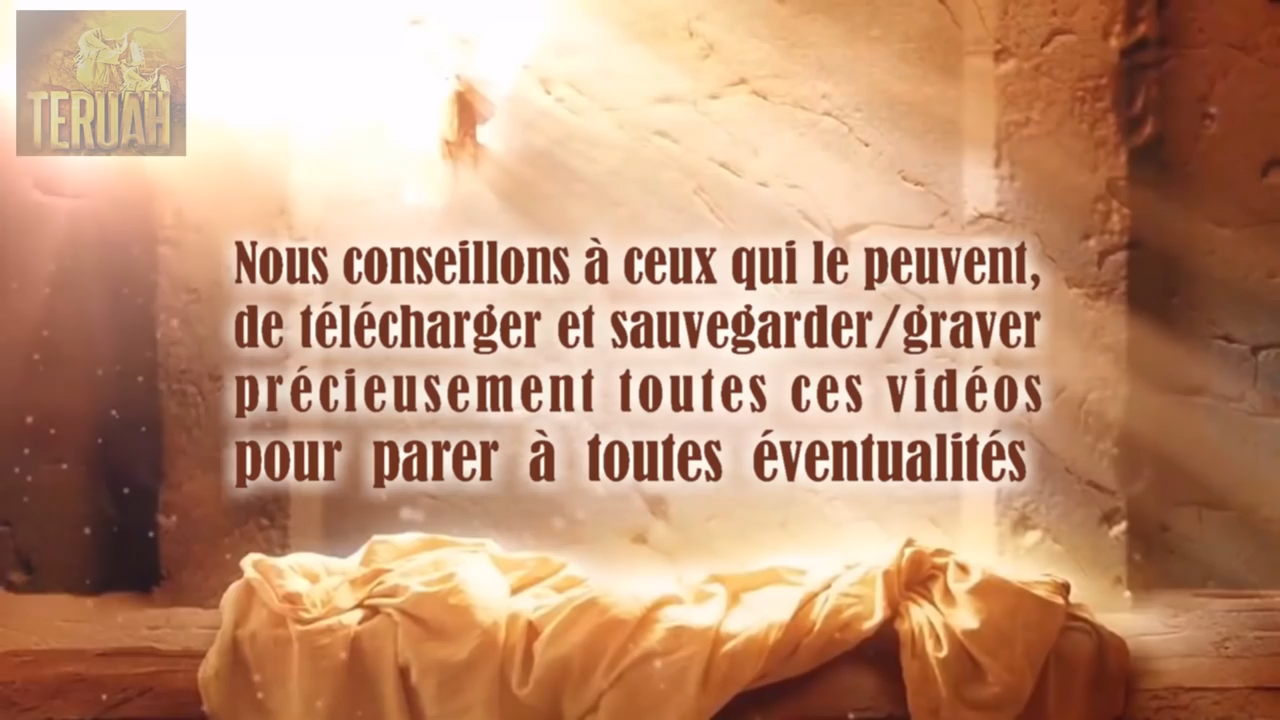 TERUAH
Nous conseillons à ceux qui le peuvent,
de télécharger et sauvegarder/graver
précieusement toutes ces vidéos
pour parer à toutes éventualités